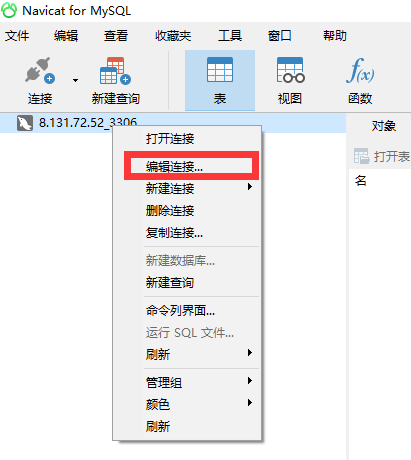 Navicat for MySQL
文件 编辑 查看 收藏夹 工具 窗口 帮助
连接 新建查询 表 视图 f(x) 函数
8.131.72.52_3306
对象
打开表
名
打开连接
编辑连接...
新建连接
删除连接
复制连接...
新建数据库...
新建查询
命令列界面...
运行 SQL 文件...
刷新
管理组
颜色
刷新